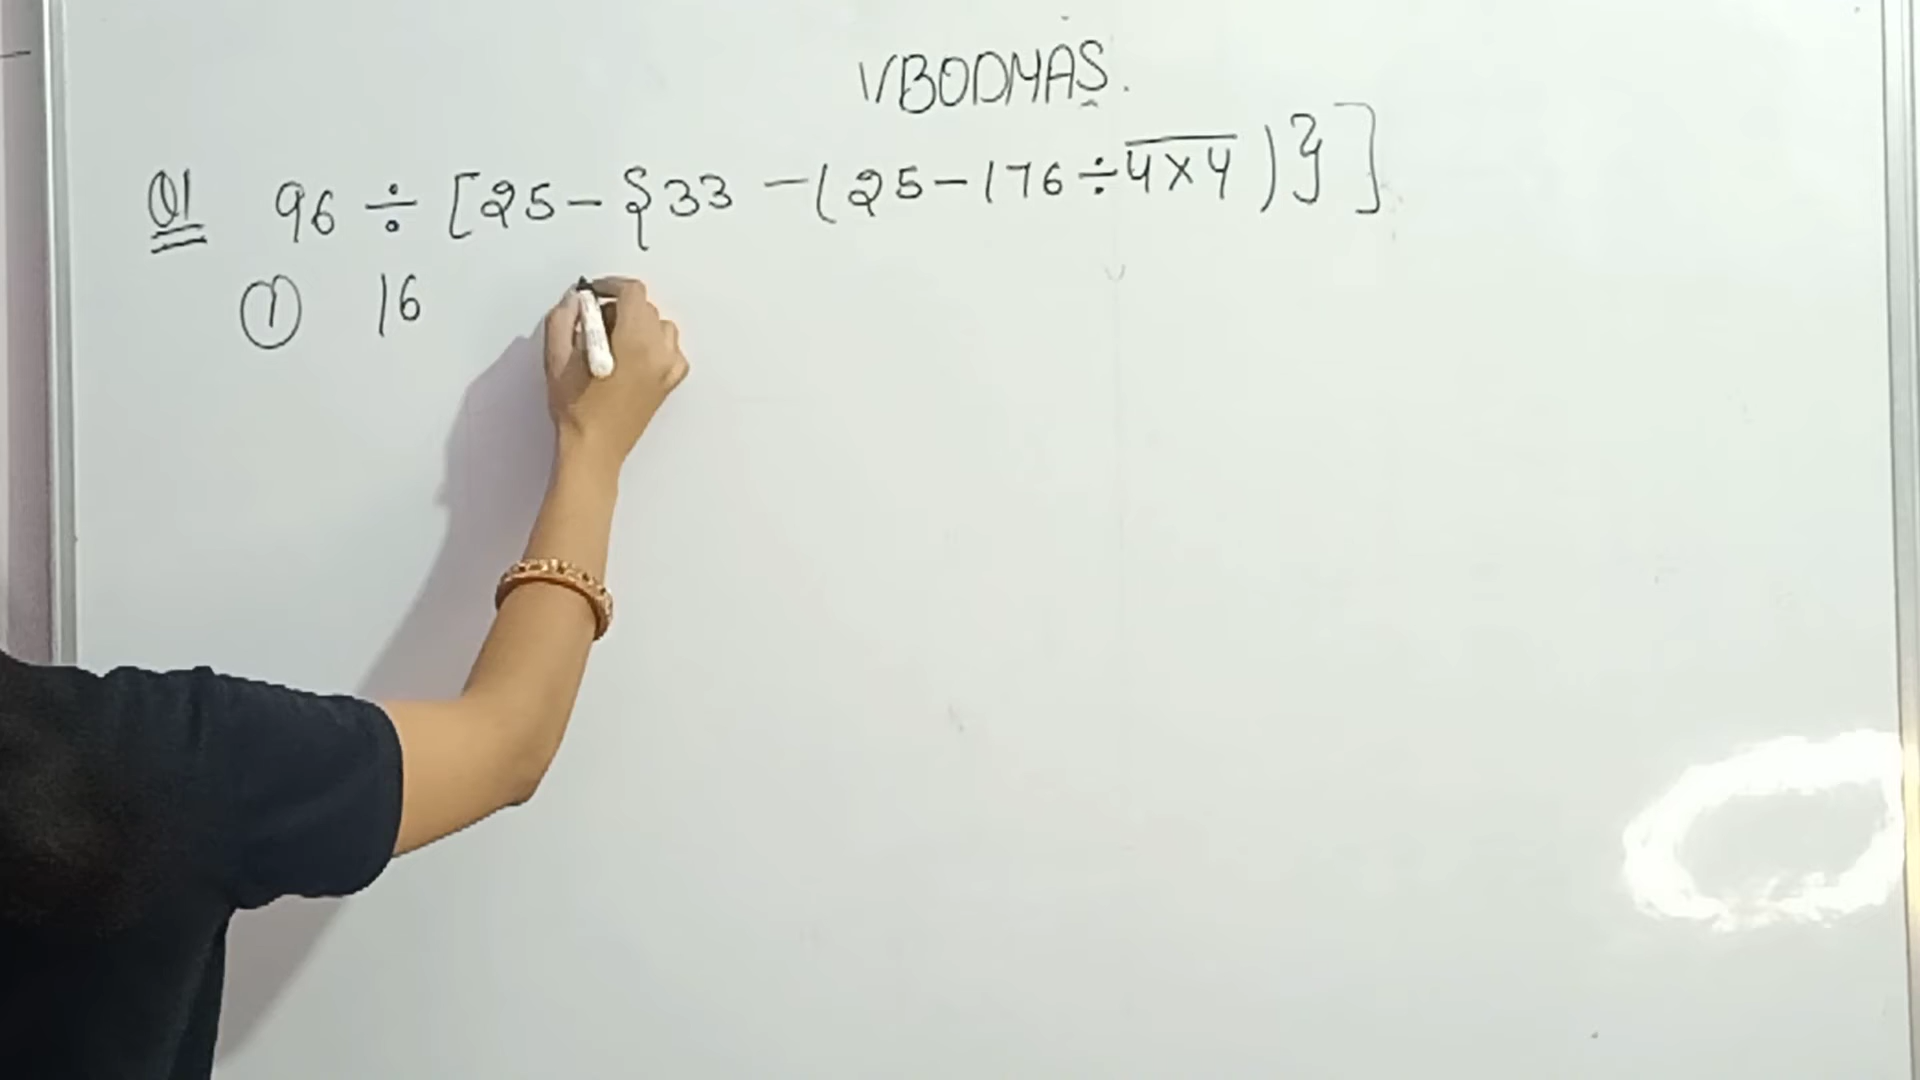 VBODMAS.
Q1 96 ÷ [25 - {33 - (25 - 176 ÷ 4×4)}]
① 16